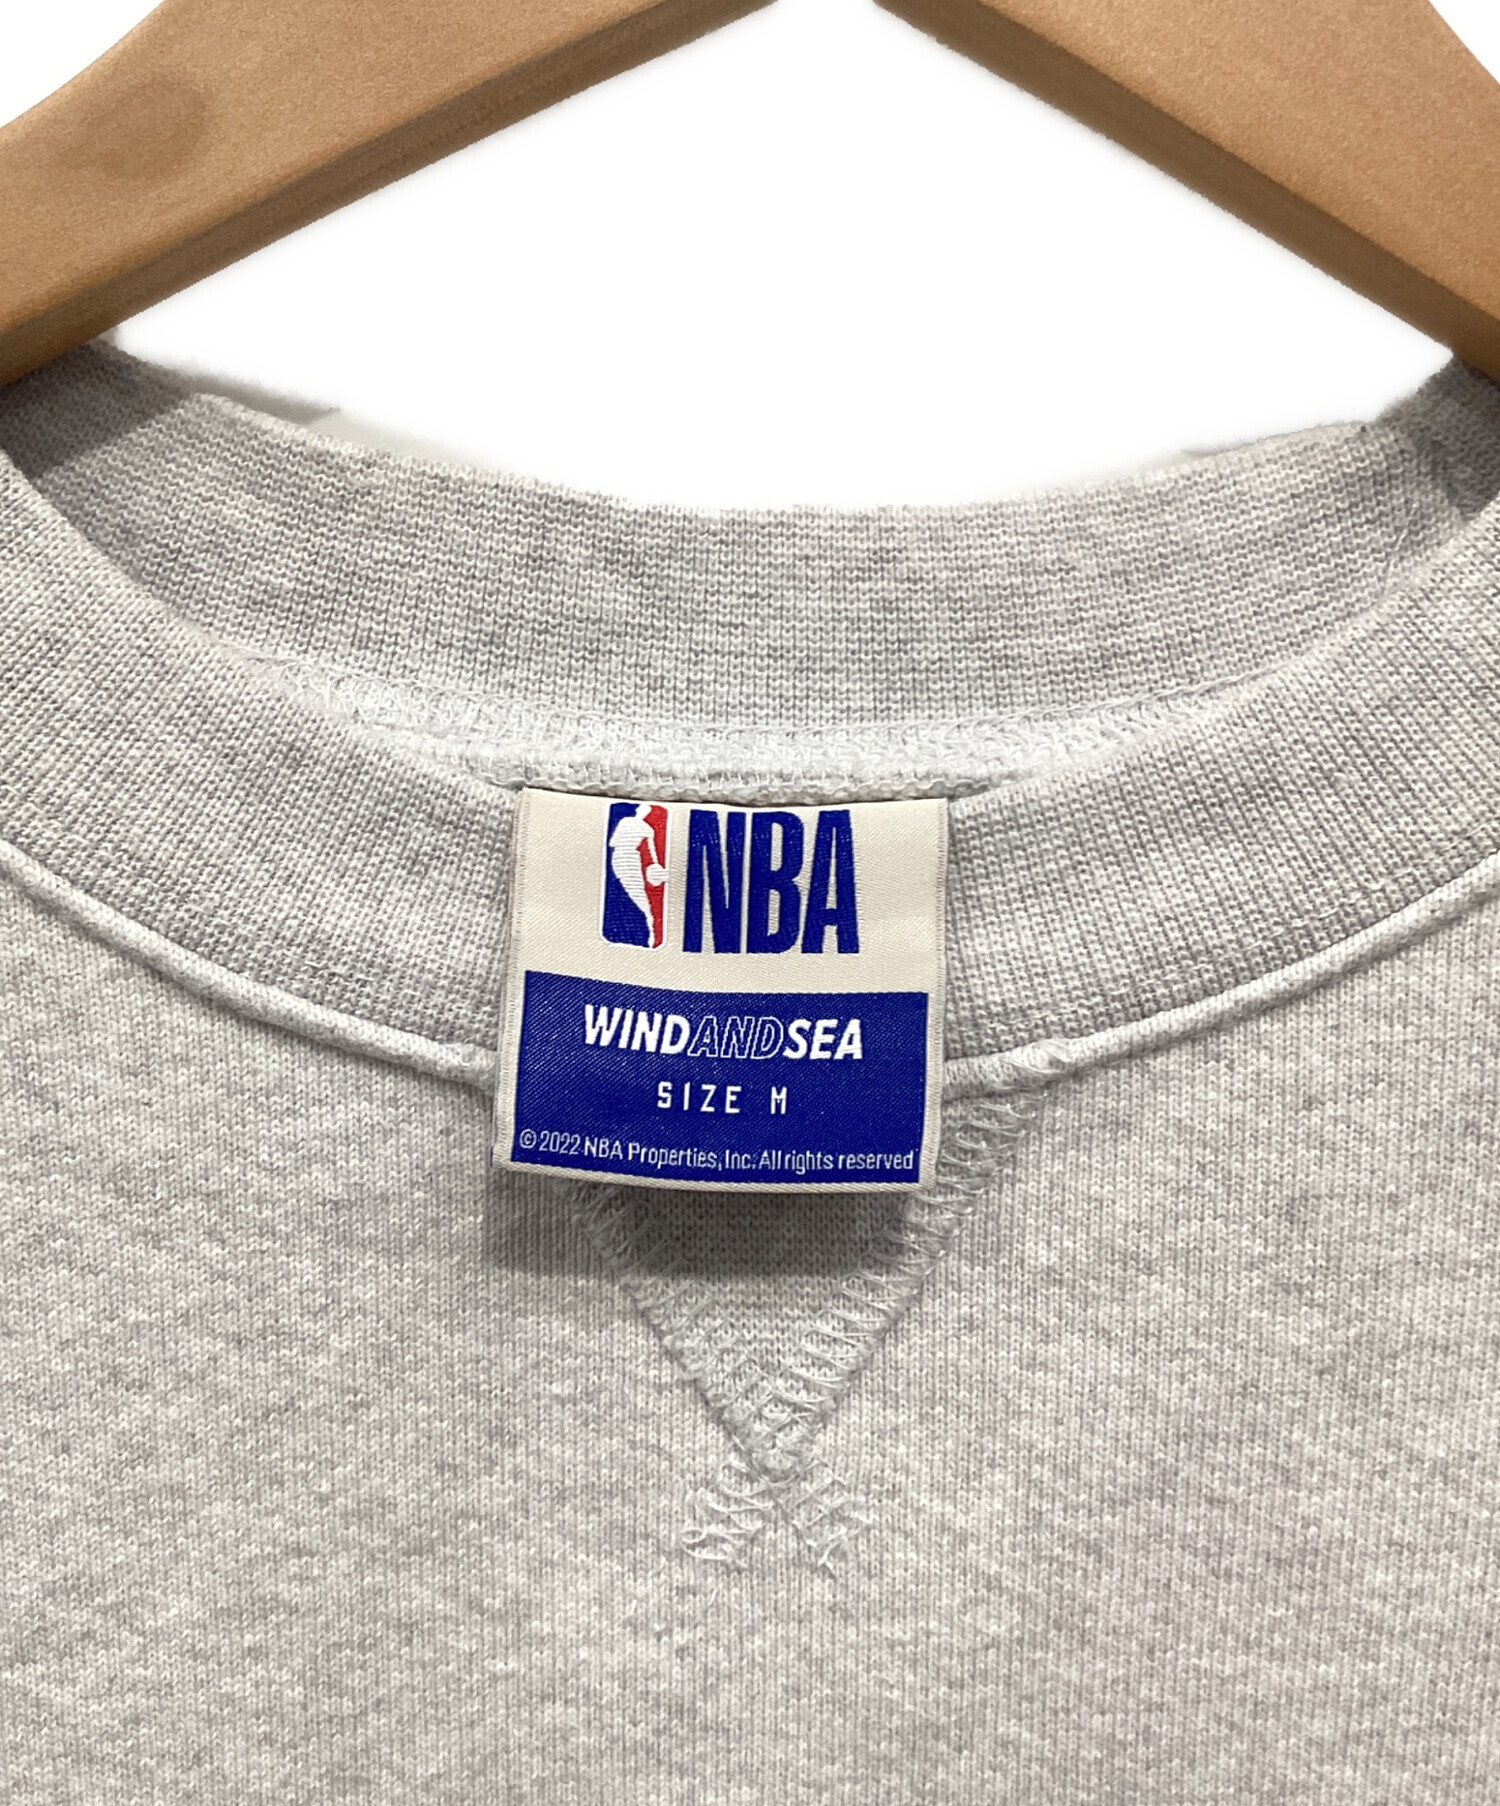 NBA
WINDANDSEA
SIZE M
© 2022 NBA Properties, Inc. All rights reserved